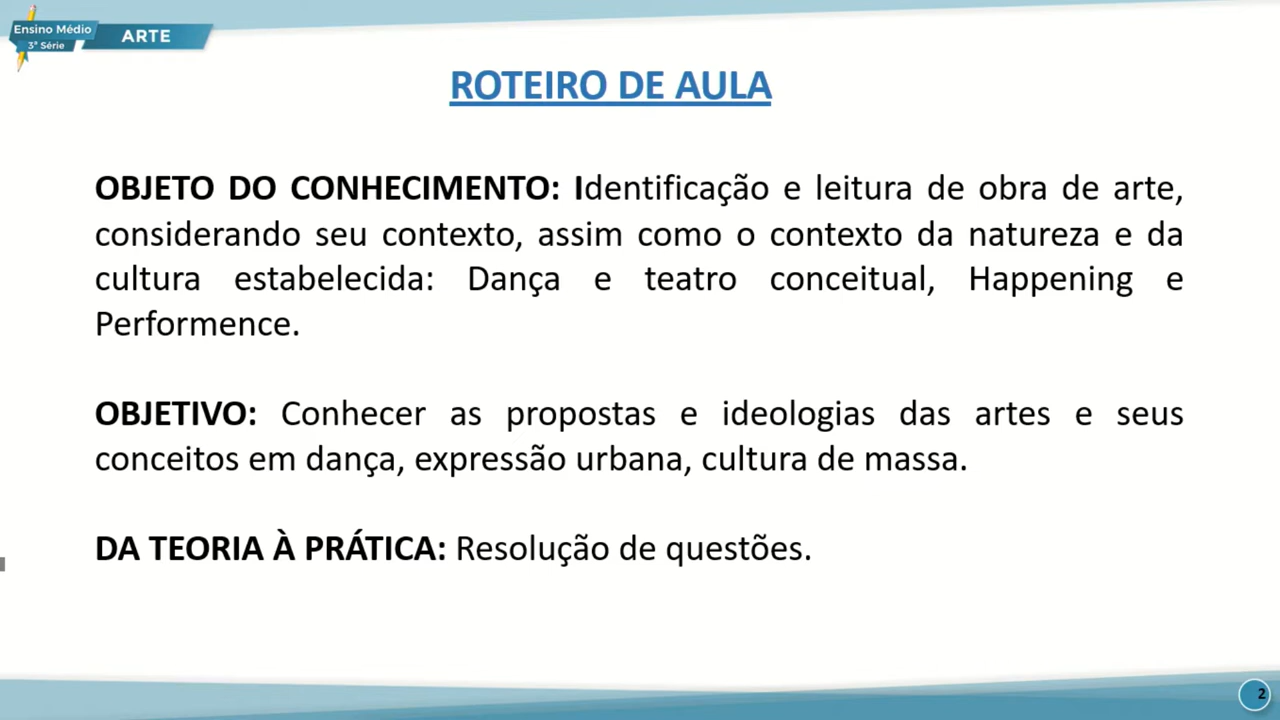 Ensino Médio
3ª Série
ARTE
ROTEIRO DE AULA
OBJETO DO CONHECIMENTO: Identificação e leitura de obra de arte,
considerando seu contexto, assim como o contexto da natureza e da
cultura estabelecida: Dança e teatro conceitual, Happening e
Performence.
OBJETIVO: Conhecer as propostas e ideologias das artes e seus
conceitos em dança, expressão urbana, cultura de massa.
DA TEORIA À PRÁTICA: Resolução de questões.
2